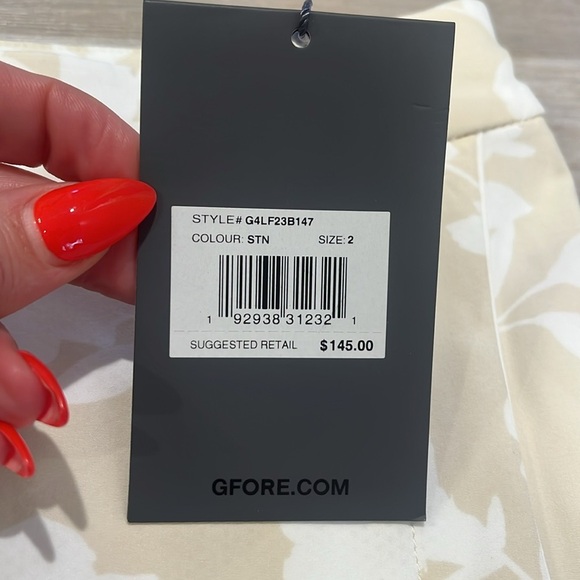 STYLE# G4LF23B147
COLOUR: STN SIZE: 2
1 92938 31232 1
SUGGESTED RETAIL $145.00
GFORE.COM